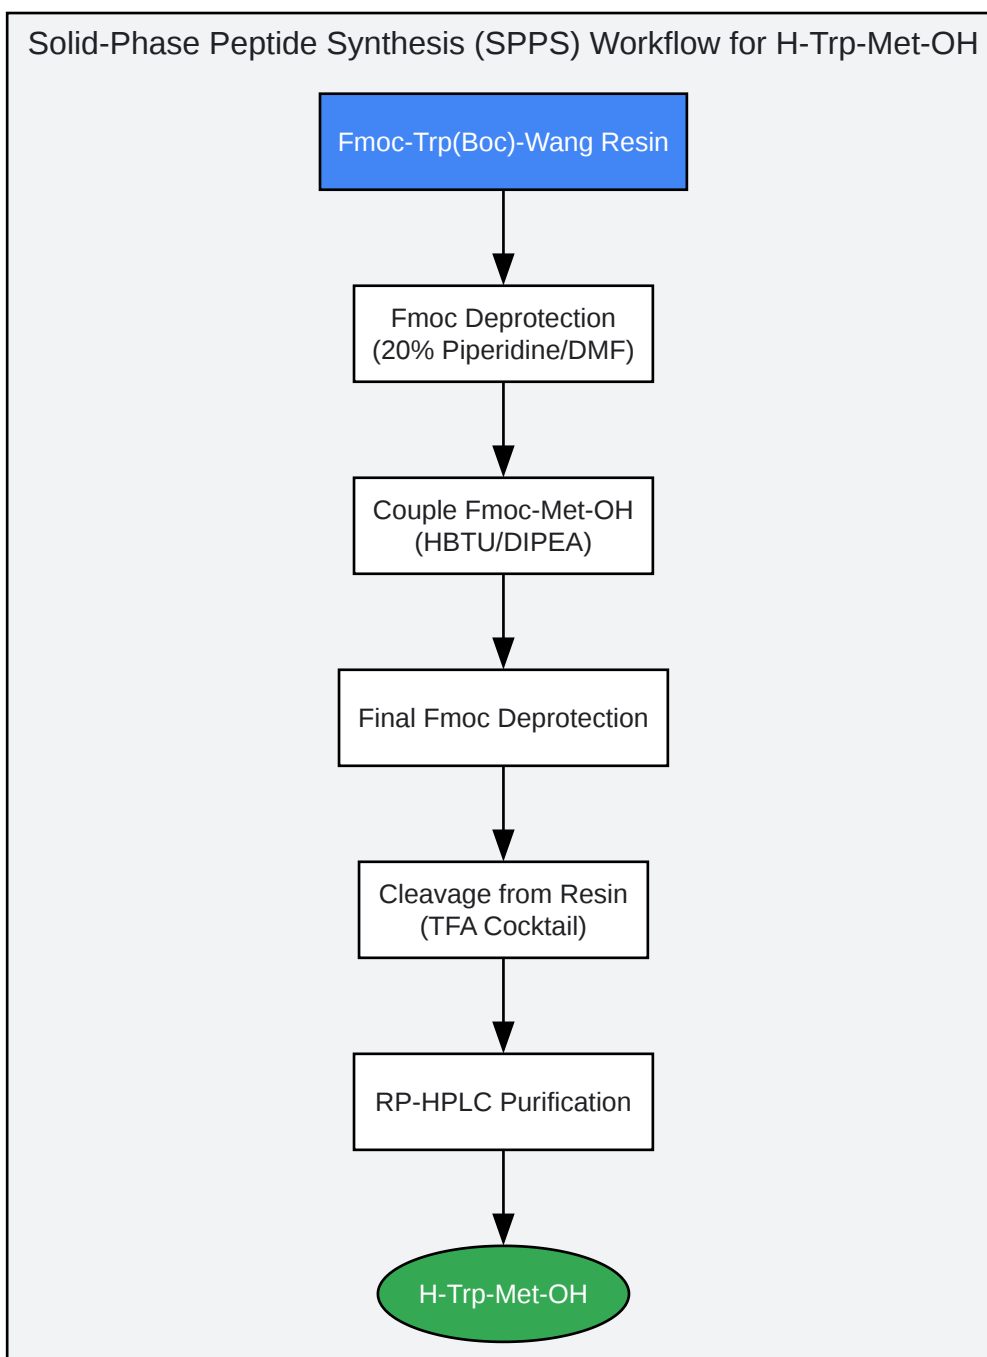 Solid-Phase Peptide Synthesis (SPPS) Workflow for H-Trp-Met-OH
Fmoc-Trp(Boc)-Wang Resin
Fmoc Deprotection
(20% Piperidine/DMF)
Couple Fmoc-Met-OH
(HBTU/DIPEA)
Final Fmoc Deprotection
Cleavage from Resin
(TFA Cocktail)
RP-HPLC Purification
H-Trp-Met-OH